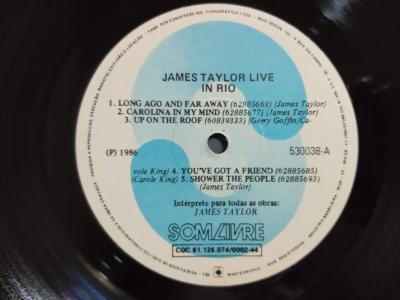 JAMES TAYLOR LIVE
IN RIO
1. LONG AGO AND FAR AWAY (62885669) (James Taylor)
2. CAROLINA IN MY MIND (62885677) (James Taylor)
3. UP ON THE ROOF (60839333) (Gerry Goffin/Ca-
(P) 1986
530038-A
role King) 4. YOU'VE GOT A FRIEND (62885685)
(Carole King) 5. SHOWER THE PEOPLE (62885693)
(James Taylor)
Intérprete para todas as obras:
JAMES TAYLOR
SOM LIVRE
CGC 61.126.074/0002-44